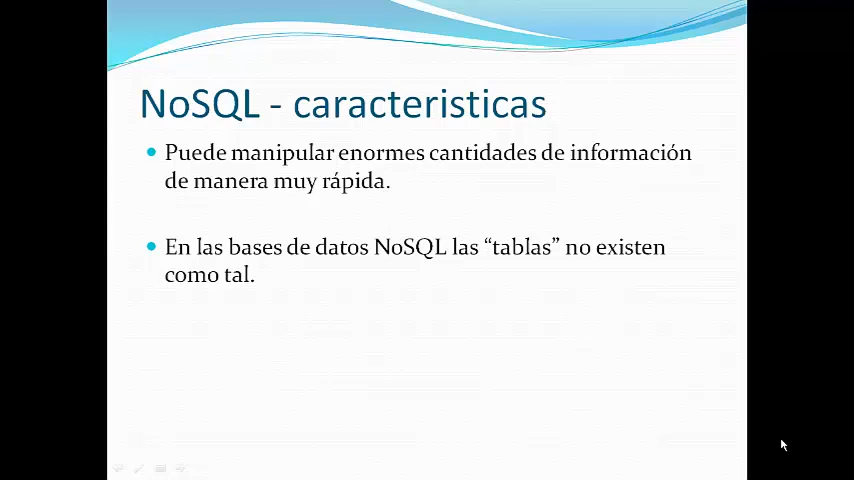 NoSQL - caracteristicas
Puede manipular enormes cantidades de información
de manera muy rápida.
En las bases de datos NoSQL las “tablas” no existen
como tal.